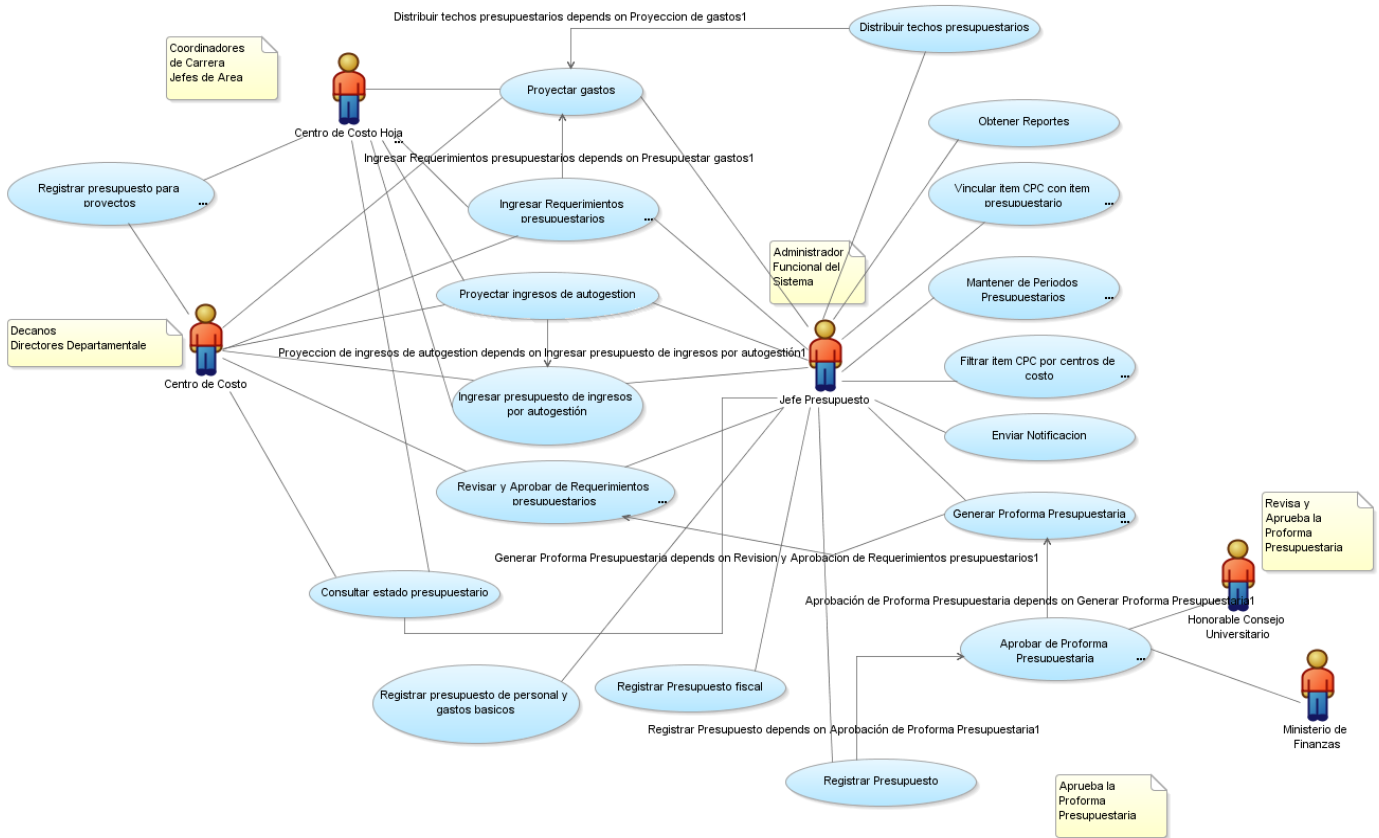 Distribuir techos presupuestarios depends on Proyeccion de gastos1
Distribuir techos presupuestarios
Coordinadores
de Carrera
Jefes de Area
Proyectar gastos
Centro de Costo Hoja
...
Obtener Reportes
Ingresar Requerimientos presupuestarios depends on Presupuestar gastos1
Registrar presupuesto para
proyectos
...
Ingresar Requerimientos
presupuestarios
...
Vincular item CPC con item
presupuestario
...
Administrador
Funcional del
Sistema
Proyectar ingresos de autogestion
Mantener de Periodos
Presupuestarios
...
Decanos
Directores Departamentale
Centro de Costo
Proyeccion de ingresos de autogestion depends on Ingresar presupuesto de ingresos por autogestión1
Filtrar item CPC por centros de
costo
...
Ingresar presupuesto de ingresos
por autogestión
Jefe Presupuesto
Enviar Notificacion
Revisar y Aprobar de Requerimientos
presupuestarios
...
Generar Proforma Presupuestaria
...
Revisa y
Aprueba la
Proforma
Presupuestaria
Generar Proforma Presupuestaria depends on Revision y Aprobacion de Requerimientos presupuestarios1
Consultar estado presupuestario
Aprobación de Proforma Presupuestaria depends on Generar Proforma Presupuestaria1
Honorable Consejo
Universitario
Aprobar de Proforma
Presupuestaria
...
Registrar presupuesto de personal y
gastos basicos
Registrar Presupuesto fiscal
Registrar Presupuesto depends on Aprobación de Proforma Presupuestaria1
Ministerio de
Finanzas
Registrar Presupuesto
Aprueba la
Proforma
Presupuestaria